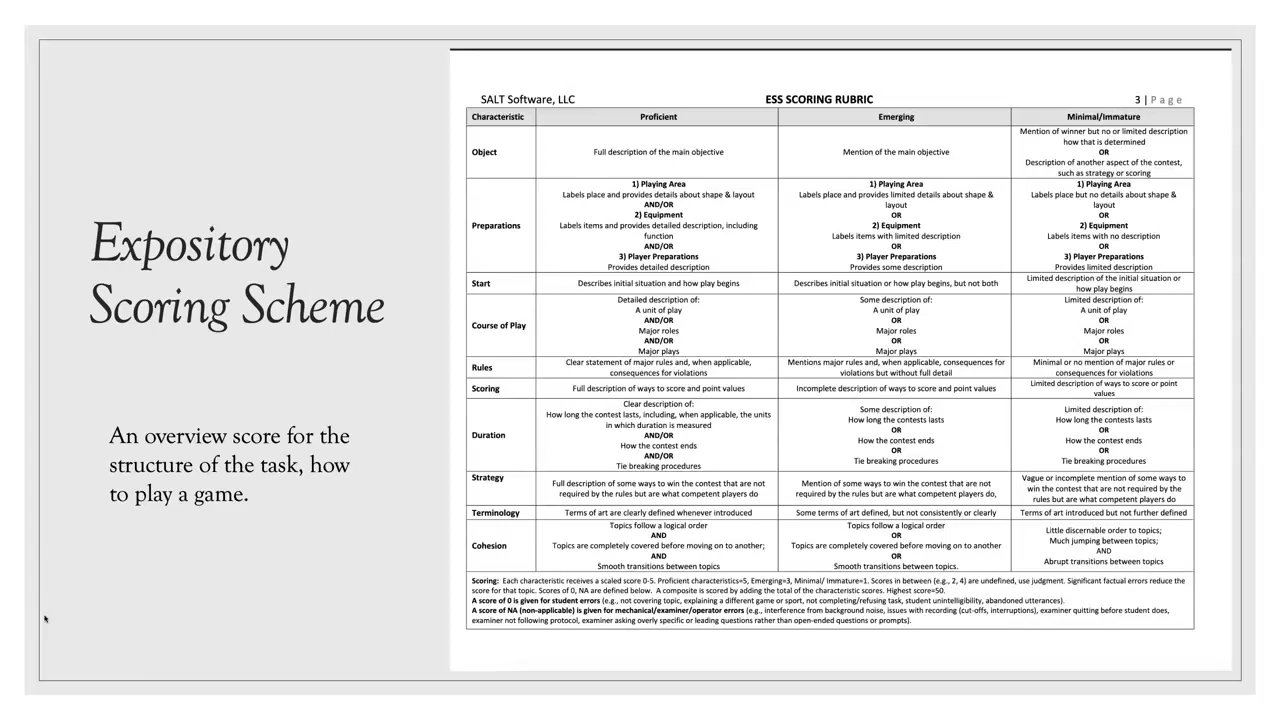 Expository
Scoring Scheme
An overview score for the
structure of the task, how
to play a game.
SALT Software, LLC ESS SCORING RUBRIC 3 | Page
Characteristic Proficient Emerging Minimal/Immature
Object
Full description of the main objective
Mention of the main objective
Mention of winner but no or limited description
how that is determined
OR
Description of another aspect of the contest,
such as strategy or scoring
Preparations
1) Playing Area
Labels place and provides details about shape & layout
AND/OR
2) Equipment
Labels items and provides detailed description, including
function
AND/OR
3) Player Preparations
Provides detailed description
1) Playing Area
Labels place and provides limited details about shape &
layout
OR
2) Equipment
Labels items with limited description
OR
3) Player Preparations
Provides some description
1) Playing Area
Labels place but no details about shape &
layout
OR
2) Equipment
Labels items with no description
OR
3) Player Preparations
Provides limited description
Start
Describes initial situation and how play begins
Describes initial situation or how play begins, but not both
Limited description of the initial situation or
how play begins
Course of Play
Detailed description of:
A unit of play
AND/OR
Major roles
AND/OR
Major plays
Some description of:
A unit of play
OR
Major roles
OR
Major plays
Limited description of:
A unit of play
OR
Major roles
OR
Major plays
Rules
Clear statement of major rules and, when applicable,
consequences for violations
Mentions major rules and, when applicable, consequences for
violations but without full detail
Minimal or no mention of major rules or
consequences for violations
Scoring
Full description of ways to score and point values
Incomplete description of ways to score and point values
Limited description of ways to score or point
values
Duration
Clear description of:
How long the contest lasts, including, when applicable, the units
in which duration is measured
AND/OR
How the contest ends
AND/OR
Tie breaking procedures
Some description of:
How long the contests lasts
OR
How the contest ends
OR
Tie breaking procedures
Limited description of:
How long the contests lasts
OR
How the contest ends
OR
Tie breaking procedures
Strategy
Full description of some ways to win the contest that are not
required by the rules but are what competent players do
Mention of some ways to win the contest that are not
required by the rules but are what competent players do,
Vague or incomplete mention of some ways to
win the contest that are not required by the
rules but are what competent players do
Terminology
Terms of art are clearly defined whenever introduced
Some terms of art defined, but not consistently or clearly
Terms of art introduced but not further defined
Cohesion
Topics follow a logical order
AND
Topics are completely covered before moving on to another;
AND
Smooth transitions between topics
Topics follow a logical order
OR
Topics are completely covered before moving on to another
OR
Smooth transitions between topics.
Little discernable order to topics;
Much jumping between topics;
AND
Abrupt transitions between topics
Scoring: Each characteristic receives a scaled score 0-5. Proficient characteristics=5, Emerging=3, Minimal/ Immature=1. Scores in between (e.g., 2, 4) are undefined, use judgment. Significant factual errors reduce the
score for that topic. Scores of 0, NA are defined below. A composite is scored by adding the total of the characteristic scores. Highest score=50.
A score of 0 is given for student errors (e.g., not covering topic, explaining a different game or sport, not completing/refusing task, student unintelligibility, abandoned utterances).
A score of NA (non-applicable) is given for mechanical/examiner/operator errors (e.g., interference from background noise, issues with recording (cut-offs, interruptions), examiner quitting before student does,
examiner not following protocol, examiner asking overly specific or leading questions rather than open-ended questions or prompts).